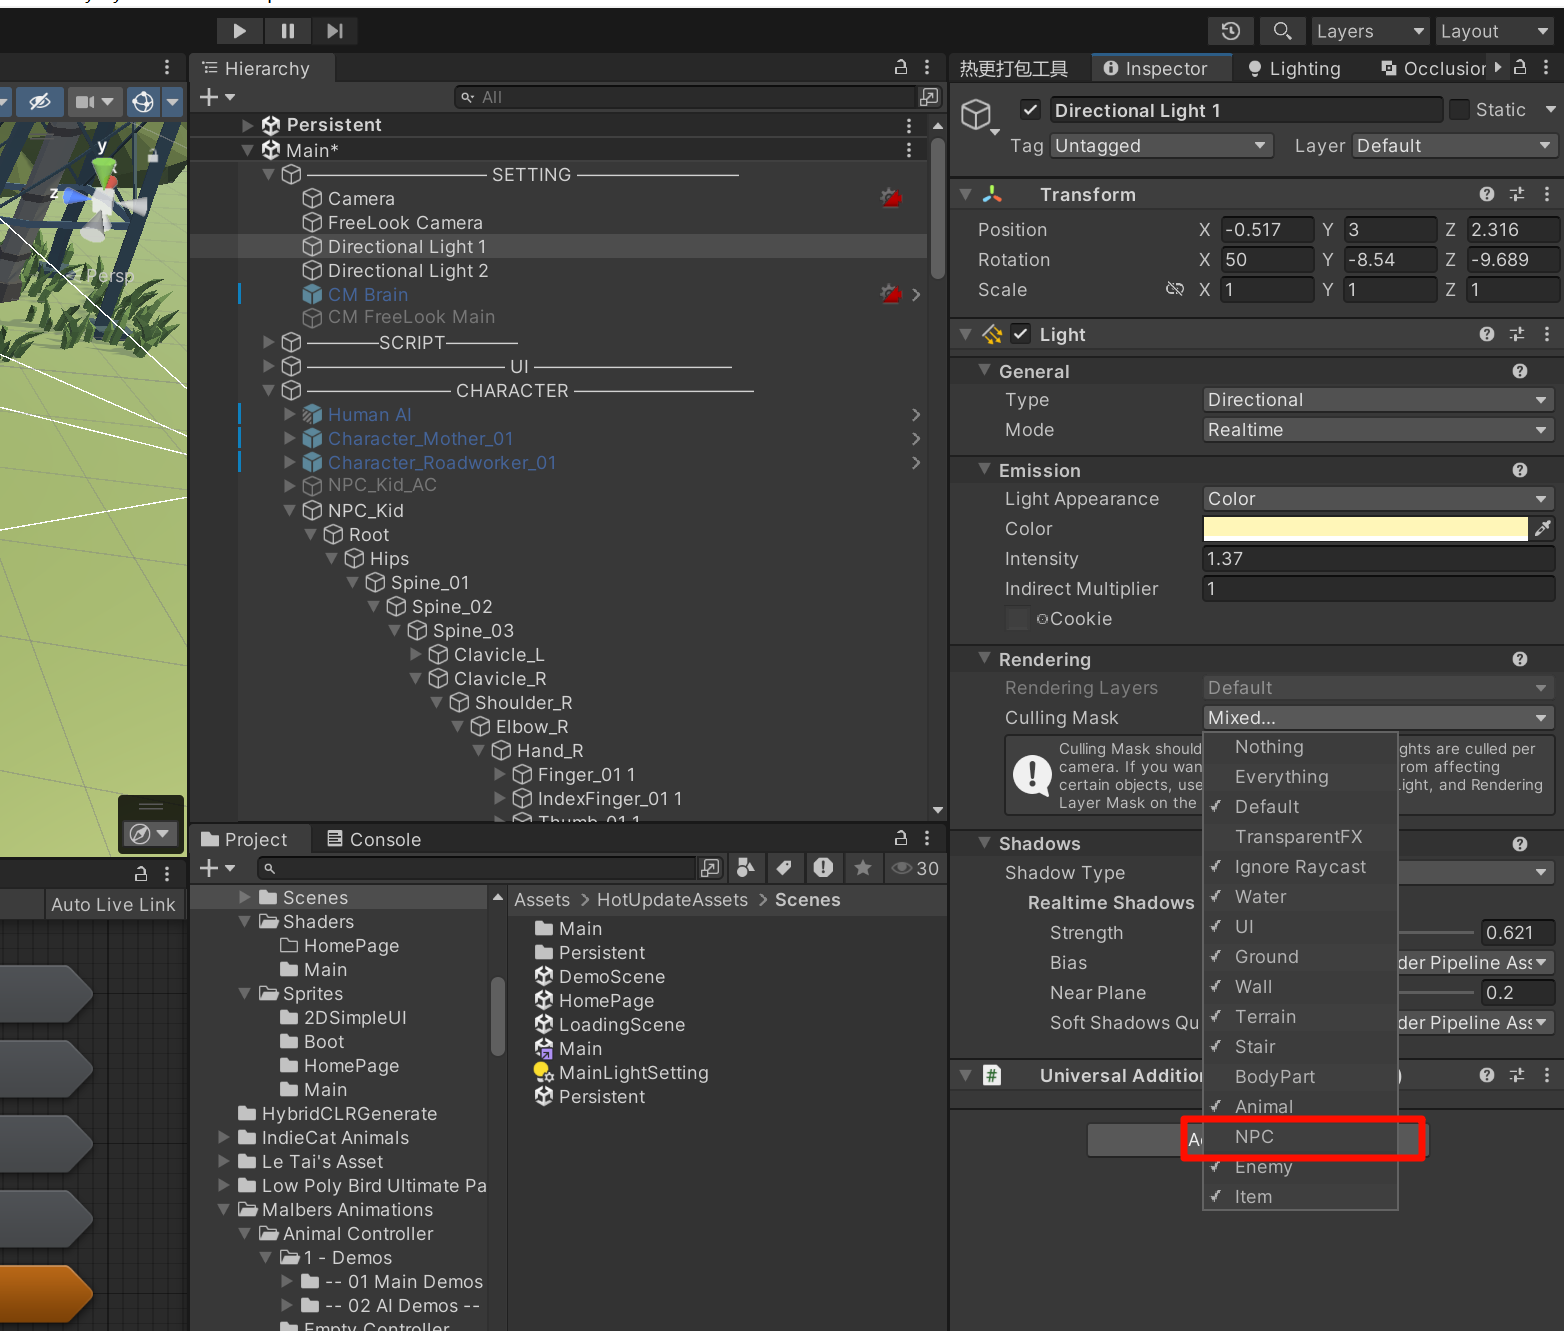 Layers
Layout
Hierarchy
All
Persistent
Main*
SETTING
Camera
FreeLook Camera
Directional Light 1
Directional Light 2
CM Brain
CM FreeLook Main
SCRIPT
UI
CHARACTER
Human AI
Character_Mother_01
Character_Roadworker_01
NPC_Kid_AC
NPC_Kid
Root
Hips
Spine_01
Spine_02
Spine_03
Clavicle_L
Clavicle_R
Shoulder_R
Elbow_R
Hand_R
Finger_01 1
IndexFinger_01 1
Thumb_01 1
y
z
Persp
Auto Live Link
Project
Console
30
Scenes
Shaders
HomePage
Main
Sprites
2DSimpleUI
Boot
HomePage
Main
HybridCLRGenerate
IndieCat Animals
Le Tai's Asset
Low Poly Bird Ultimate Pa
Malbers Animations
Animal Controller
1 - Demos
-- 01 Main Demos
-- 02 AI Demos --
Empty Controller
Assets > HotUpdateAssets > Scenes
Main
Persistent
DemoScene
HomePage
LoadingScene
Main
MainLightSetting
Persistent
热更打包工具
Inspector
Lighting
Occlusion
Directional Light 1
Static
Tag Untagged
Layer Default
Transform
Position X -0.517 Y 3 Z 2.316
Rotation X 50 Y -8.54 Z -9.689
Scale X 1 Y 1 Z 1
Light
General
Type Directional
Mode Realtime
Emission
Light Appearance Color
Color
Intensity 1.37
Indirect Multiplier 1
Cookie
Rendering
Rendering Layers Default
Culling Mask Mixed...
Culling Mask should ghts are culled per
camera. If you wan rom affecting
certain objects, use ight, and Rendering
Layer Mask on the
Nothing
Everything
Default
TransparentFX
Ignore Raycast
Water
UI
Ground
Wall
Terrain
Stair
BodyPart
Animal
NPC
Enemy
Item
Shadows
Shadow Type
Realtime Shadows
Strength 0.621
Bias der Pipeline Ass
Near Plane 0.2
Soft Shadows Qu der Pipeline Ass
Universal Additio )
A